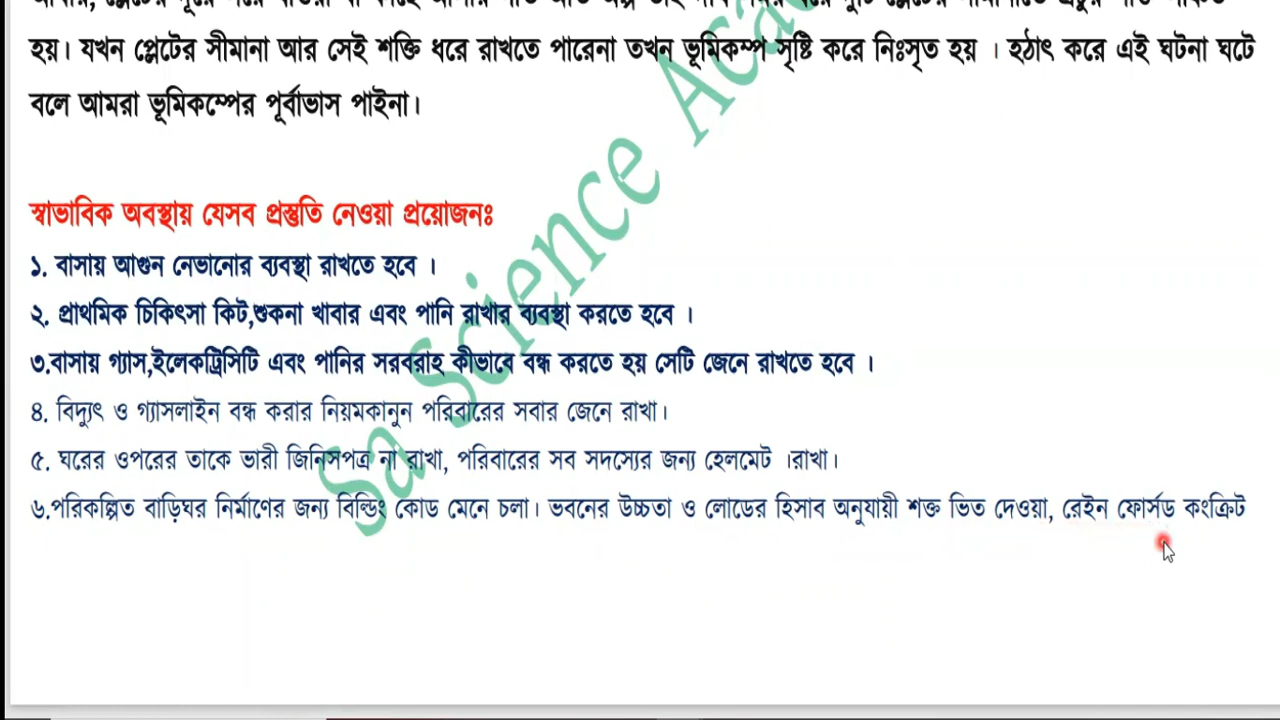 হয়। যখন প্লেটের সীমানা আর সেই শক্তি ধরে রাখতে পারেনা তখন ভূমিকম্প সৃষ্টি করে নিঃসৃত হয় । হঠাৎ করে এই ঘটনা ঘটে
বলে আমরা ভূমিকম্পের পূর্বাভাস পাইনা।
স্বাভাবিক অবস্থায় যেসব প্রস্তুতি নেওয়া প্রয়োজনঃ
১. বাসায় আগুন নেভানোর ব্যবস্থা রাখতে হবে ।
২. প্রাথমিক চিকিৎসা কিট,শুকনা খাবার এবং পানি রাখার ব্যবস্থা করতে হবে ।
৩.বাসায় গ্যাস,ইলেকট্রিসিটি এবং পানির সরবরাহ কীভাবে বন্ধ করতে হয় সেটি জেনে রাখতে হবে ।
৪. বিদ্যুৎ ও গ্যাসলাইন বন্ধ করার নিয়মকানুন পরিবারের সবার জেনে রাখা।
৫. ঘরের ওপরের তাকে ভারী জিনিসপত্র না রাখা, পরিবারের সব সদস্যের জন্য হেলমেট ।রাখা।
৬.পরিকল্পিত বাড়িঘর নির্মাণের জন্য বিল্ডিং কোড মেনে চলা। ভবনের উচ্চতা ও লোডের হিসাব অনুযায়ী শক্ত ভিত দেওয়া, রেইন ফোর্সড কংক্রিট
Sa Science Aca